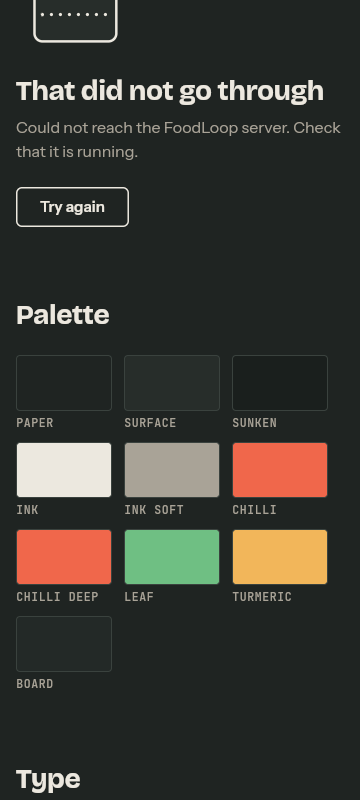 That did not go through
Could not reach the FoodLoop server. Check
that it is running.
Try again
Palette
PAPER
SURFACE
SUNKEN
INK
INK SOFT
CHILLI
CHILLI DEEP
LEAF
TURMERIC
BOARD
Type